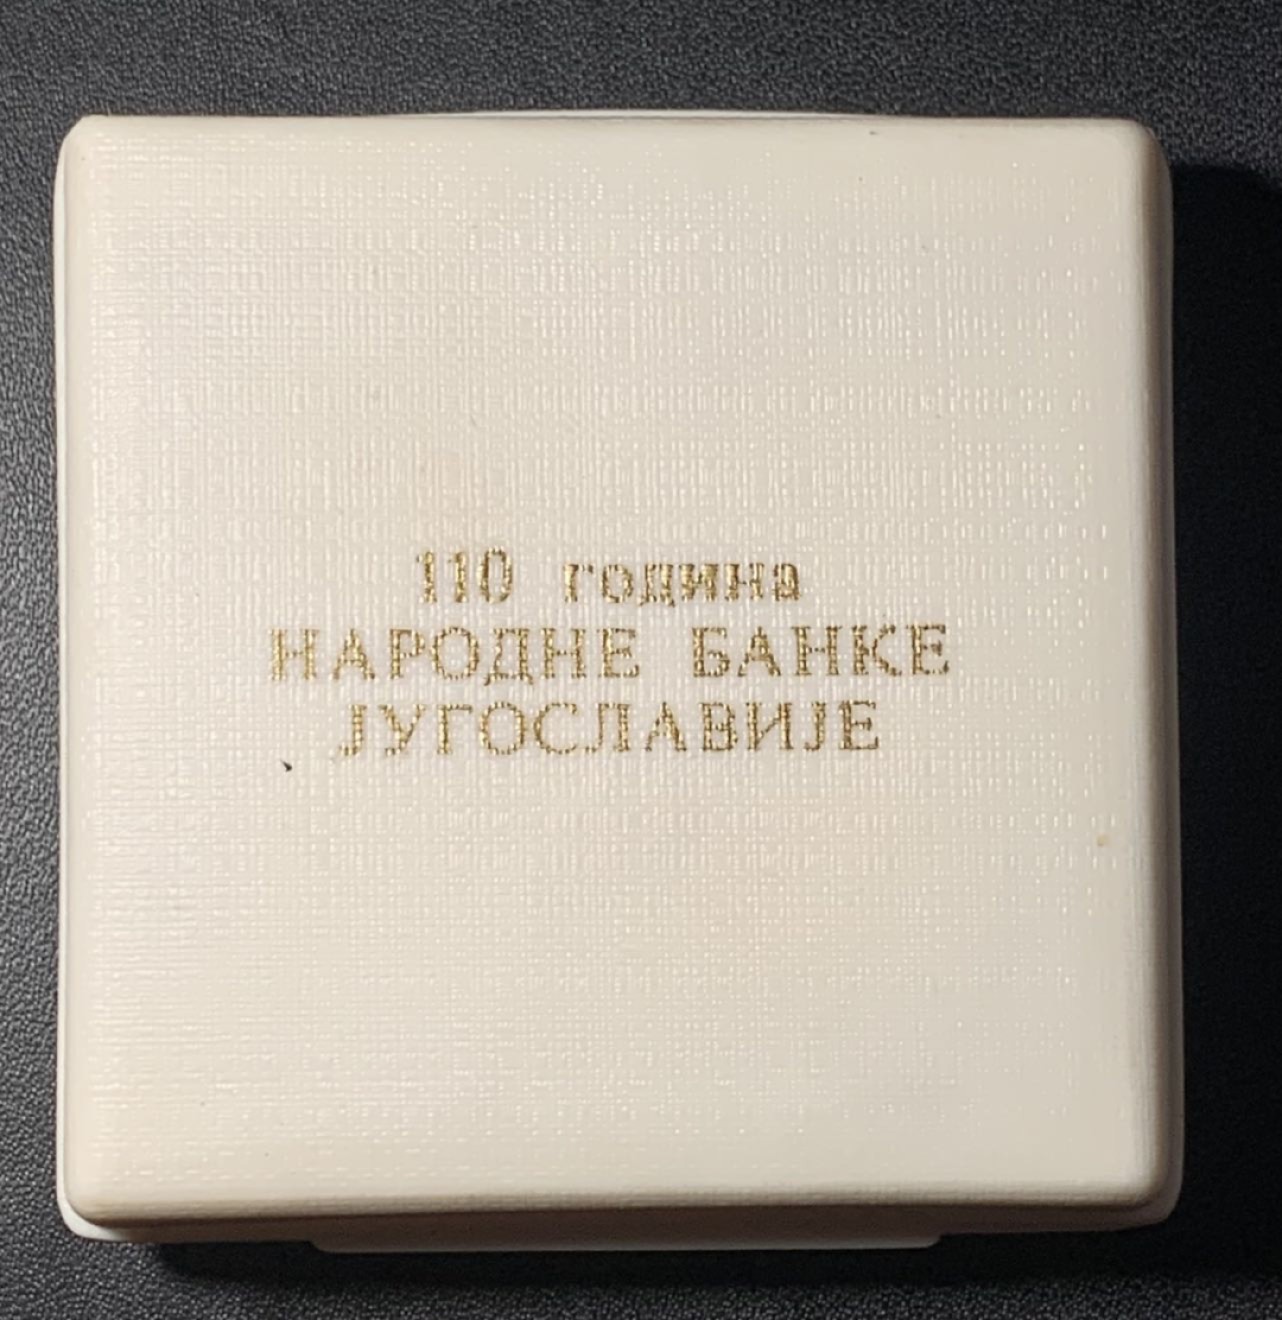 110 година
НАРОДНЕ БАНКЕ
ЈУГОСЛАВИЈЕ